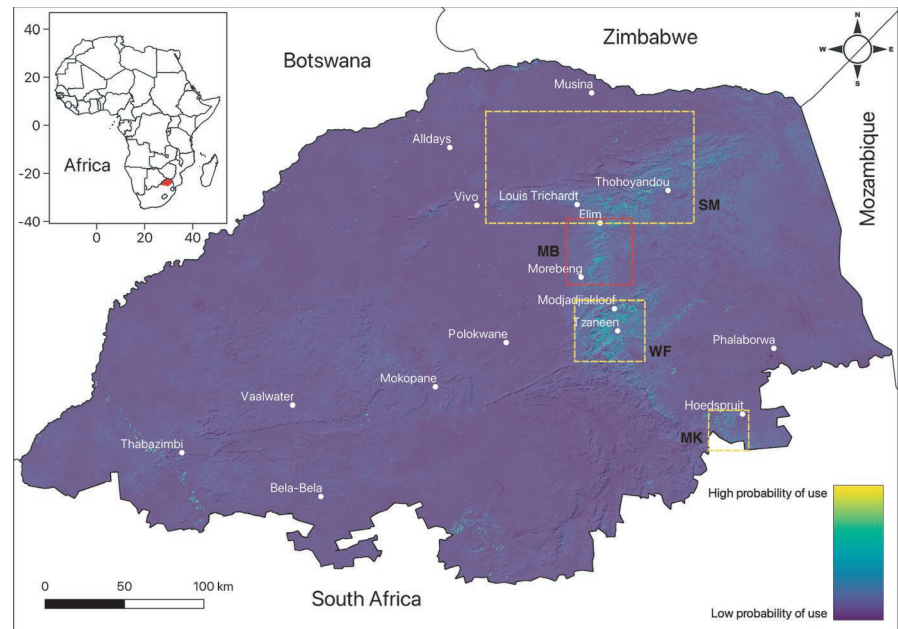 40
20
0
-20
-40
0
20
40
Africa
Botswana
Zimbabwe
N
W
E
S
Mozambique
Musina
Alldays
Thohoyandou
Louis Trichardt
Vivo
SM
Elim
MB
Morebeng
Modjadjiskloof
Tzaneen
Polokwane
WF
Phalaborwa
Mokopane
Vaalwater
Hoedspruit
MK
Thabazimbi
Bela-Bela
High probability of use
Low probability of use
0
50
100 km
South Africa